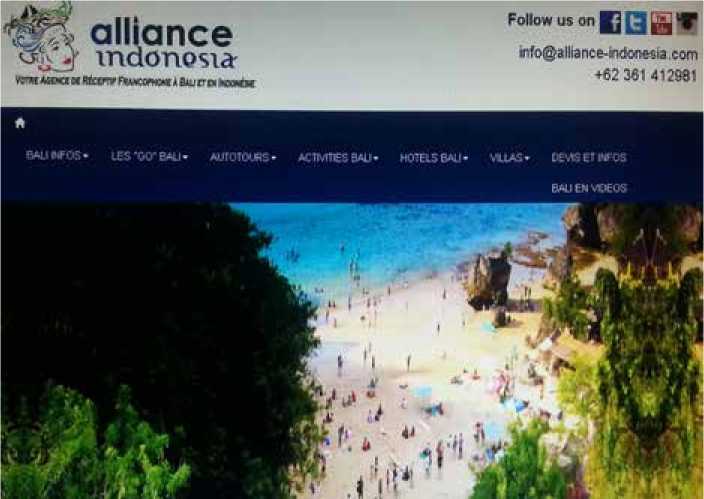 alliance
indonesia
VOTRE AGENCE DE RÉCEPTIF FRANCOPHONE À BALI ET EN INDONÉSIE
Follow us on
info@alliance-indonesia.com
+62 361 412981
BALI INFOS LES "GO" BALI AUTOTOURS ACTIVITIES BALI HOTELS BALI VILLAS DEVIS ET INFOS
BALI EN VIDEOS